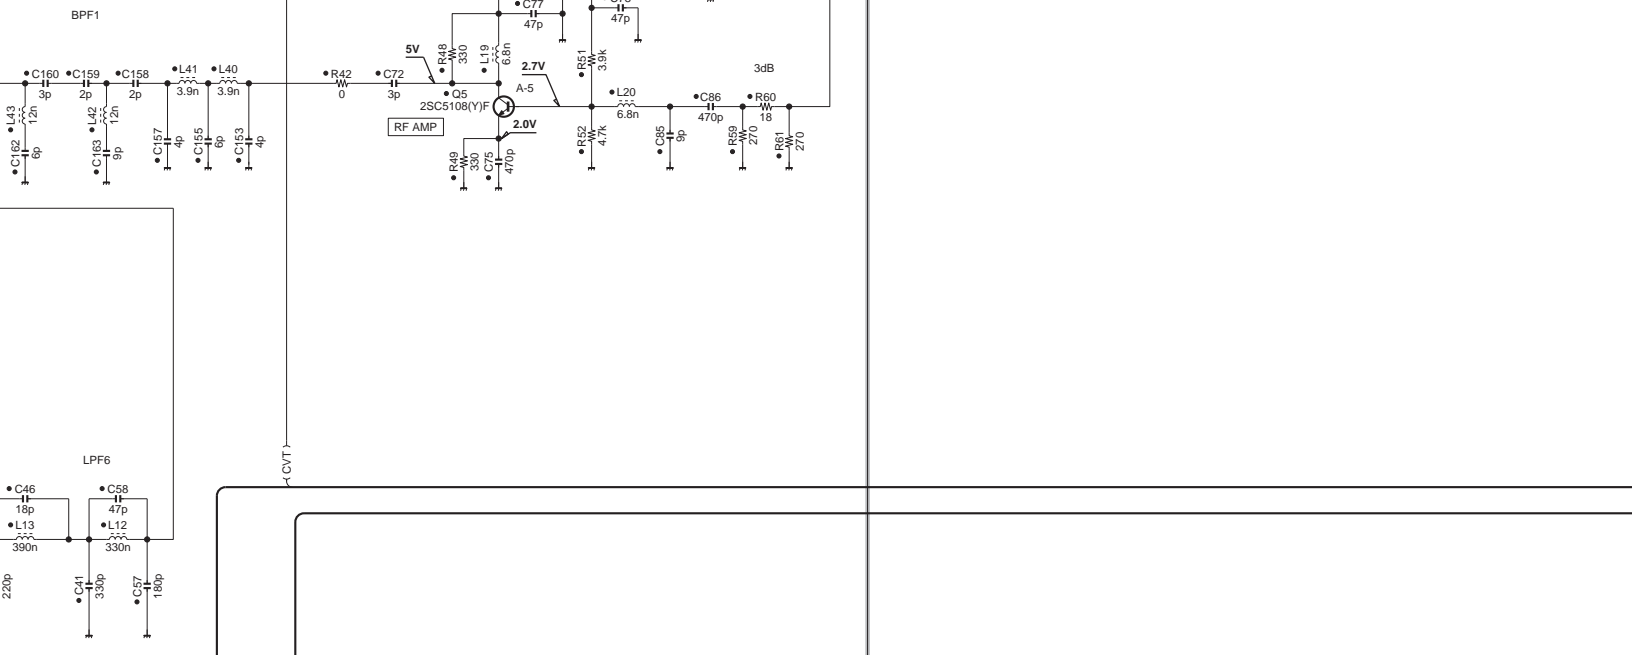 BPF1
C77
47p
47p
R48
330
L19
6.8n
5V
R51
3.9k
2.7V
3dB
C160
3p
C159
2p
C158
2p
L41
3.9n
L40
3.9n
R42
0
C72
3p
Q5
2SC5108(Y)F
A-5
RF AMP
2.0V
L20
6.8n
C86
470p
R60
18
L43
12n
L42
12n
C162
6p
C163
9p
C157
4p
C155
6p
C153
4p
R49
330
C75
470p
R52
4.7k
C85
9p
R59
270
R61
270
LPF6
CVT
C46
18p
C58
47p
L13
390n
L12
330n
220p
C41
330p
C57
180p